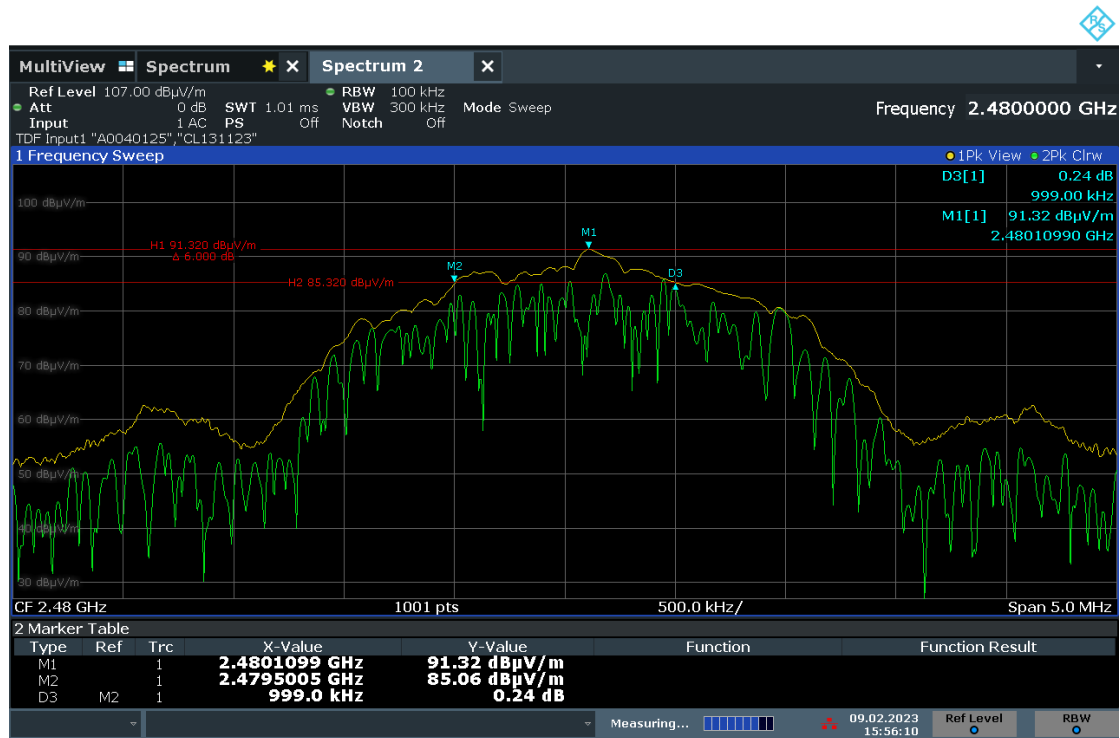 R&S
MultiView Spectrum Spectrum 2
Ref Level 107.00 dBµV/m RBW 100 kHz
Att 0 dB SWT 1.01 ms VBW 300 kHz Mode Sweep Frequency 2.4800000 GHz
Input 1 AC PS Off Notch Off
TDF Input1 "A0040125","CL131123"
1 Frequency Sweep 1Pk View 2Pk Clrw
D3[1] 0.24 dB
999.00 kHz
100 dBµV/m
M1[1] 91.32 dBµV/m
M1
2.48010990 GHz
H1 91.320 dBµV/m
90 dBµV/m Δ 6.000 dB
M2
D3
H2 85.320 dBµV/m
80 dBµV/m
70 dBµV/m
60 dBµV/m
50 dBµV/m
40 dBµV/m
30 dBµV/m
CF 2.48 GHz 1001 pts 500.0 kHz/ Span 5.0 MHz
2 Marker Table
Type Ref Trc X-Value Y-Value Function Function Result
M1 1 2.4801099 GHz 91.32 dBµV/m
M2 1 2.4795005 GHz 85.06 dBµV/m
D3 M2 1 999.0 kHz 0.24 dB
Measuring... 09.02.2023 Ref Level RBW
15:56:10